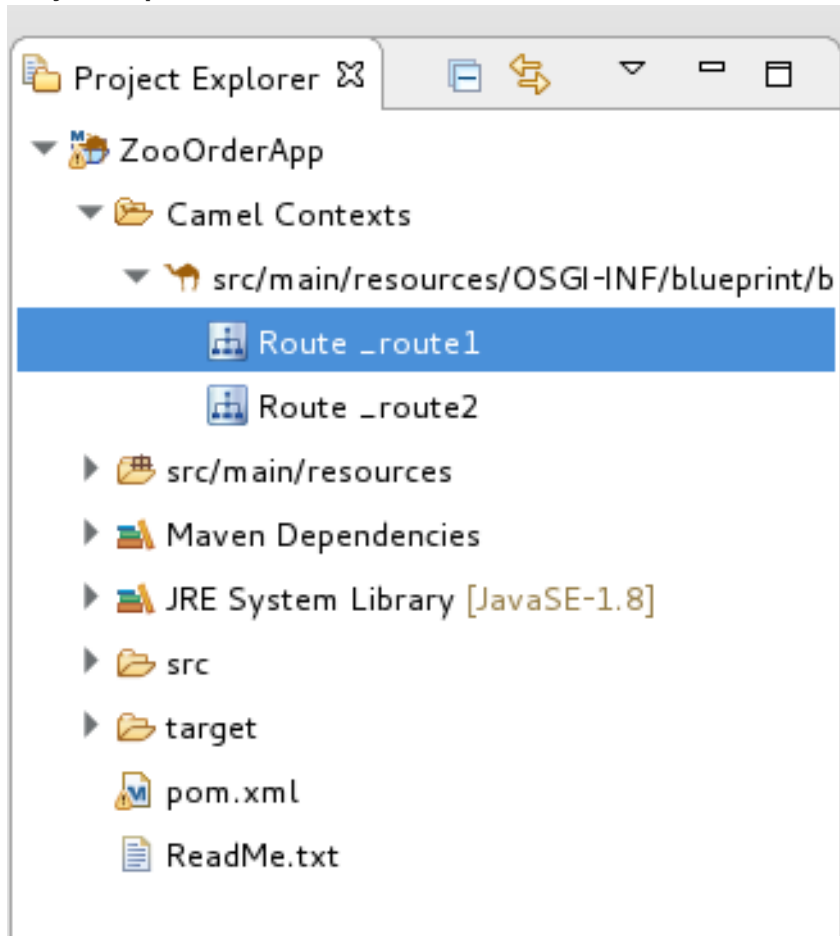 Project Explorer
ZooOrderApp
Camel Contexts
src/main/resources/OSGI-INF/blueprint/b
Route _route1
Route _route2
src/main/resources
Maven Dependencies
JRE System Library [JavaSE-1.8]
src
target
pom.xml
ReadMe.txt